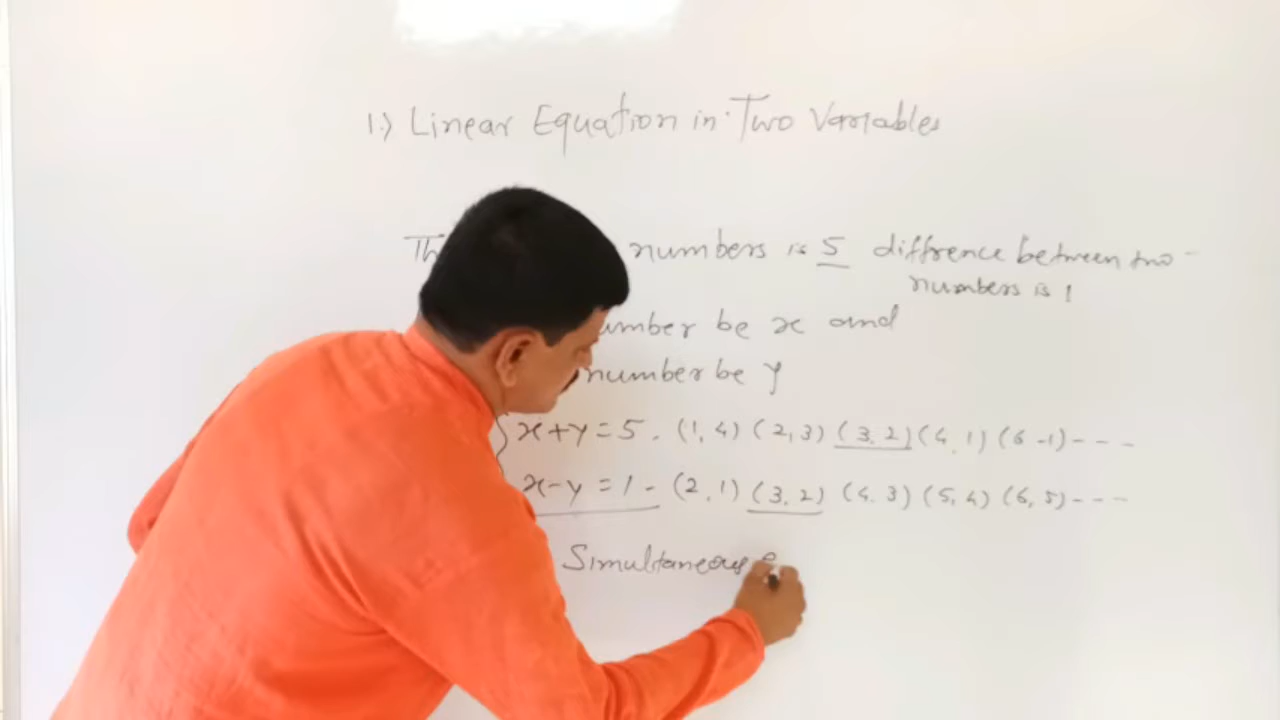 1.) Linear Equation in Two Variables
Th numbers is 5 diffrence between two -
numbers is 1
umber be x and
number be y
x+y=5. (1,4) (2,3) (3,2) (4,1) (6 -1) - - -
x-y=1- (2,1) (3,2) (4.3) (5,4) (6,5) - - -
Simultaneous e